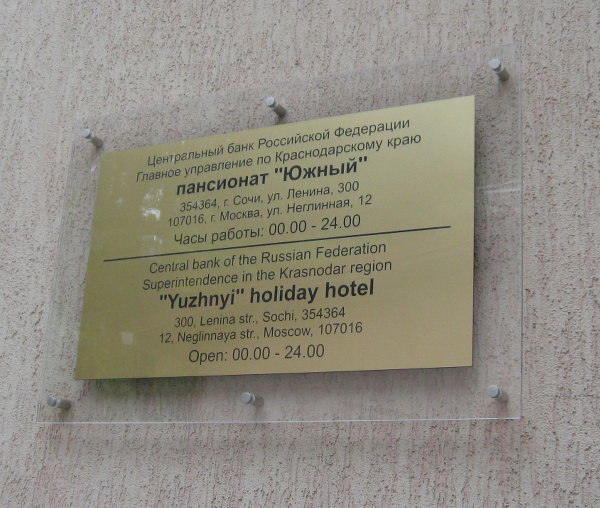 Центральный банк Российской Федерации
Главное управление по Краснодарскому краю
пансионат "Южный"
354364, г. Сочи, ул. Ленина, 300
107016, г. Москва, ул. Неглинная, 12
Часы работы: 00.00 - 24.00
Central bank of the Russian Federation
Superintendence in the Krasnodar region
"Yuzhnyi" holiday hotel
300, Lenina str., Sochi, 354364
12, Neglinnaya str., Moscow, 107016
Open: 00.00 - 24.00